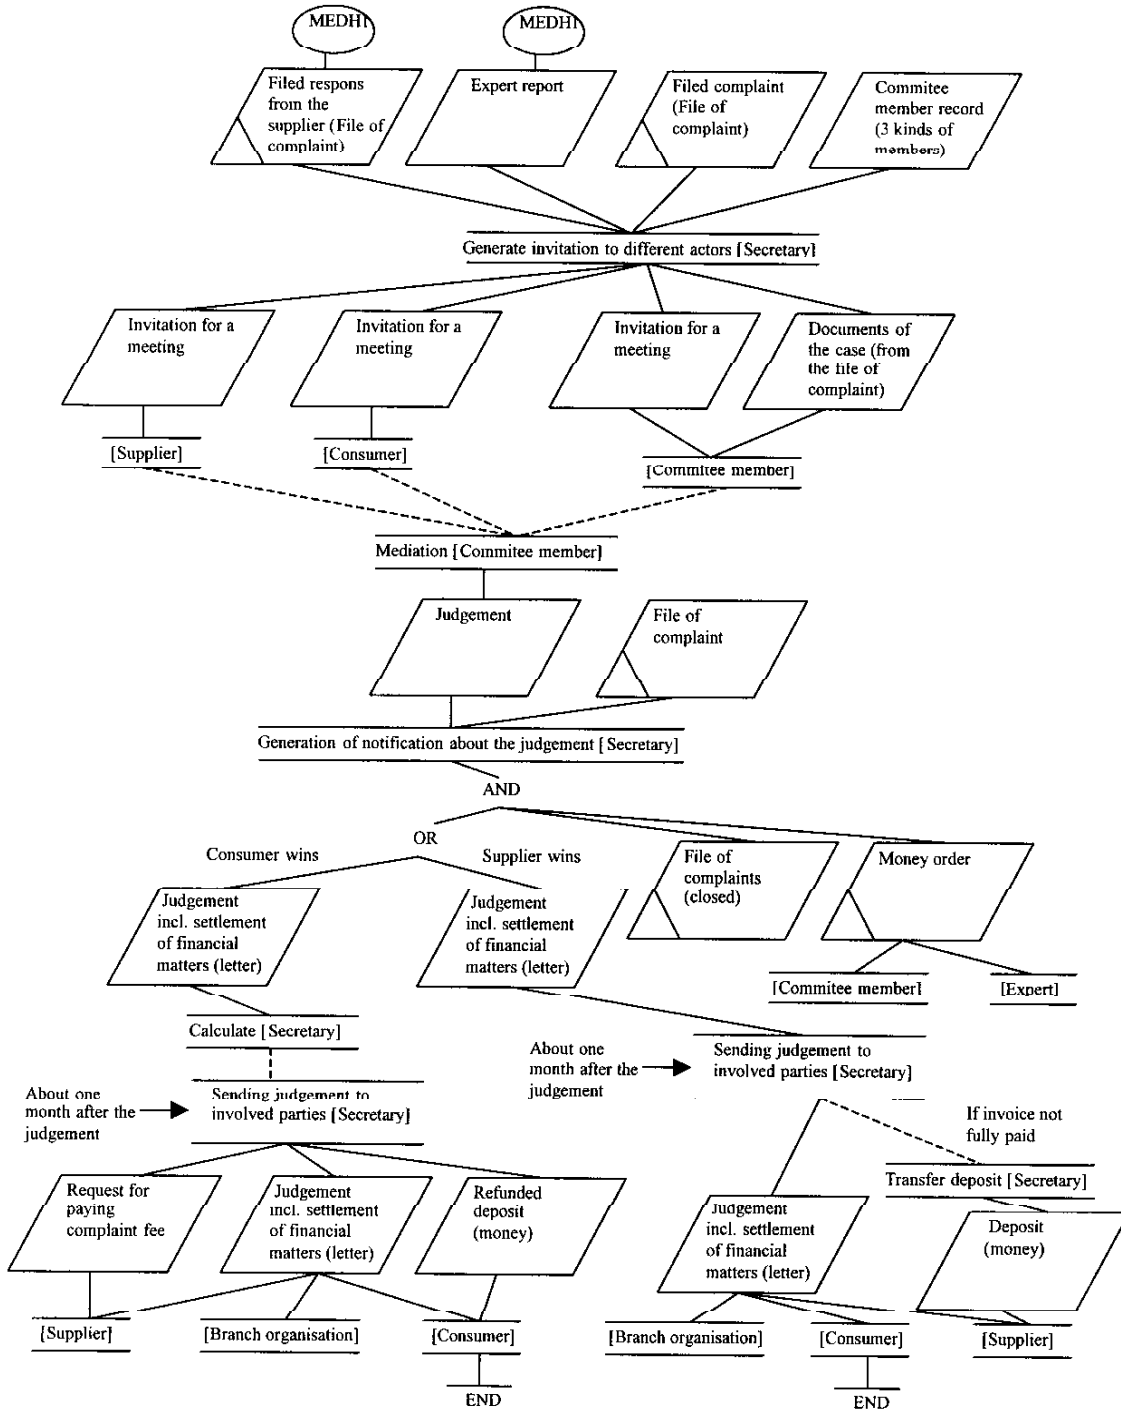 MEDH1
MEDH1
Filed respons
from the
supplier (File of
complaint)
Expert report
Filed complaint
(File of
complaint)
Commitee
member record
(3 kinds of
members)
Generate invitation to different actors [Secretary]
Invitation for a
meeting
Invitation for a
meeting
Invitation for a
meeting
Documents of
the case (from
the file of
complaint)
[Supplier]
[Consumer]
[Committee member]
Mediation [Commitee member]
Judgement
File of
complaint
Generation of notification about the judgement [Secretary]
AND
OR
Consumer wins
Supplier wins
File of
complaints
(closed)
Money order
Judgement
incl. settlement
of financial
matters (letter)
Judgement
incl. settlement
of financial
matters (letter)
[Commitee member]
[Expert]
Calculate [Secretary]
About one
month after the
judgement
Sending judgement to
involved parties [Secretary]
About one
month after the
judgement
Sending judgement to
involved parties [Secretary]
If invoice not
fully paid
Transfer deposit [Secretary]
Request for
paying
complaint fee
Judgement
incl. settlement
of financial
matters (letter)
Refunded
deposit
(money)
Judgement
incl. settlement
of financial
matters (letter)
Deposit
(money)
[Supplier]
[Branch organisation]
[Consumer]
[Branch organisation]
[Consumer]
[Supplier]
END
END